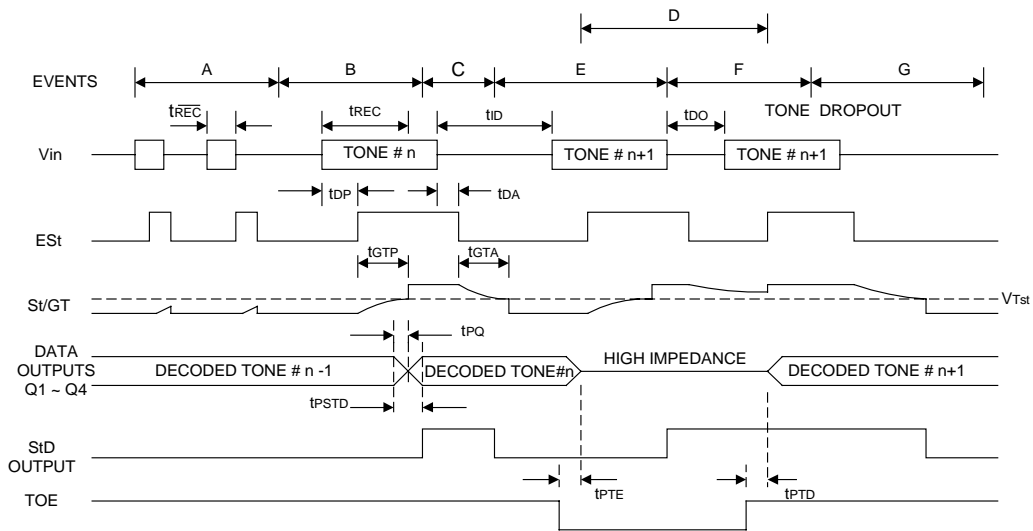 D
EVENTS A B C E F G
TONE DROPOUT
tREC tREC tID tDO
Vin TONE # n TONE # n+1 TONE # n+1
tDP tDA
ESt
tGTP tGTA
St/GT VTst
tPQ
DATA
OUTPUTS
Q1 ~ Q4
DECODED TONE # n -1 DECODED TONE#n HIGH IMPEDANCE DECODED TONE # n+1
tPSTD
StD
OUTPUT
tPTE tPTD
TOE